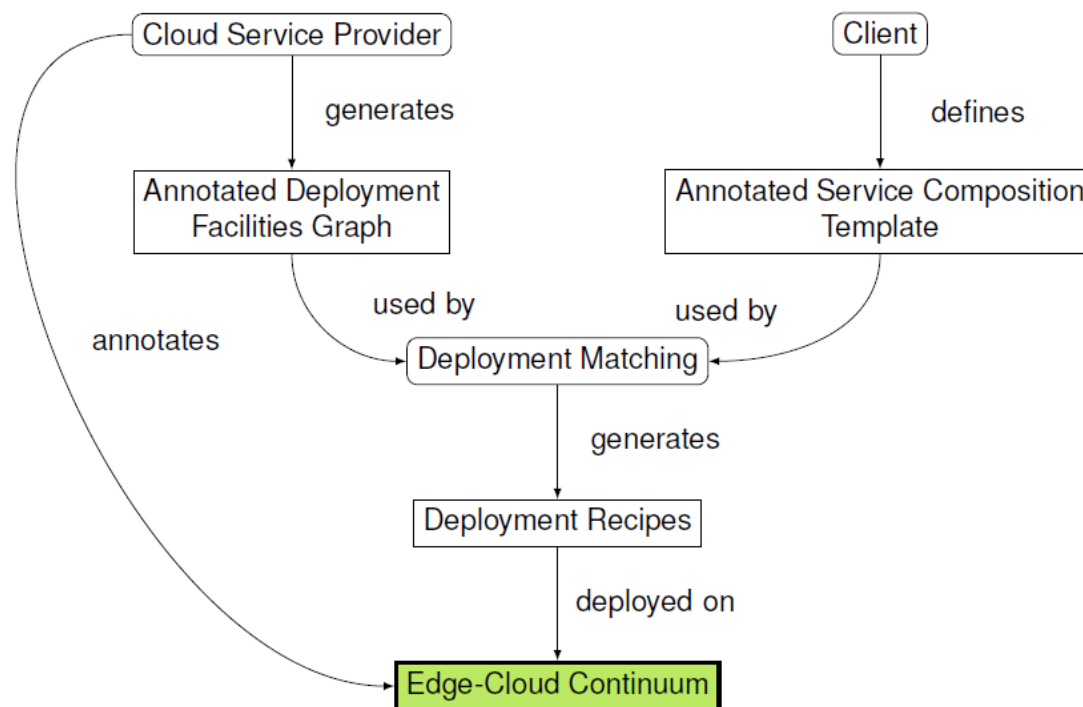 Cloud Service Provider
Client
generates
defines
Annotated Deployment
Facilities Graph
Annotated Service Composition
Template
used by
used by
annotates
Deployment Matching
generates
Deployment Recipes
deployed on
Edge-Cloud Continuum